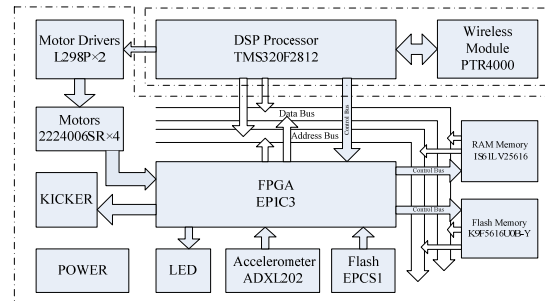 Motor Drivers
L298P×2
DSP Processor
TMS320F2812
Wireless
Module
PTR4000
Motors
2224006SR×4
Data Bus
Address Bus
Control Bus
RAM Memory
IS61LV25616
FPGA
EP1C3
Control Bus
KICKER
Control Bus
Flash Memory
K9F5616U0B-Y
POWER
LED
Accelerometer
ADXL202
Flash
EPCS1